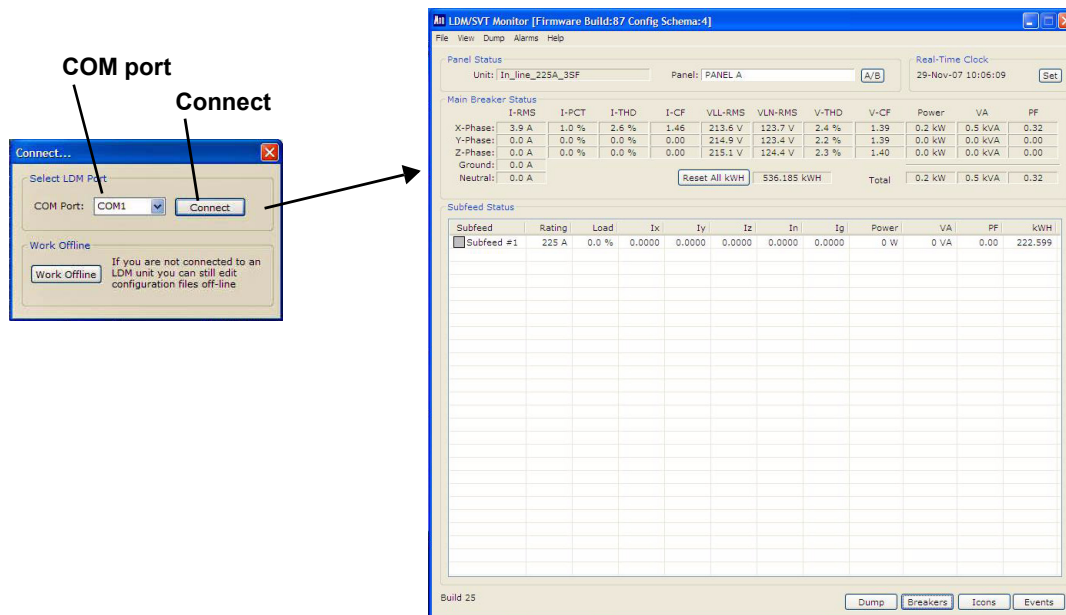 COM port
Connect
Connect...
Select LDM Port
COM Port: COM1 Connect
Work Offline
Work Offline
If you are not connected to an
LDM unit you can still edit
configuration files off-line
LDM/SVT Monitor [Firmware Build:87 Config Schema:4]
File View Dump Alarms Help
Panel Status
Unit: In_line_225A_3SF Panel: PANEL A A/B
Real-Time Clock
29-Nov-07 10:06:09 Set
Main Breaker Status
I-RMS I-PCT I-THD I-CF VLL-RMS VLN-RMS V-THD V-CF Power VA PF
X-Phase: 3.9 A 1.0 % 2.6 % 1.46 213.6 V 123.7 V 2.4 % 1.39 0.2 kW 0.5 kVA 0.32
Y-Phase: 0.0 A 0.0 % 0.0 % 0.00 214.9 V 123.4 V 2.2 % 1.39 0.0 kW 0.0 kVA 0.00
Z-Phase: 0.0 A 0.0 % 0.0 % 0.00 215.1 V 124.4 V 2.3 % 1.40 0.0 kW 0.0 kVA 0.00
Ground: 0.0 A
Neutral: 0.0 A Reset All kWH 536.185 kWH Total 0.2 kW 0.5 kVA 0.32
Subfeed Status
Subfeed Rating Load Ix Iy Iz In Ig Power VA PF kWH
Subfeed #1 225 A 0.0 % 0.0000 0.0000 0.0000 0.0000 0.0000 0 W 0 VA 0.00 222.599
Build 25
Dump Breakers Icons Events